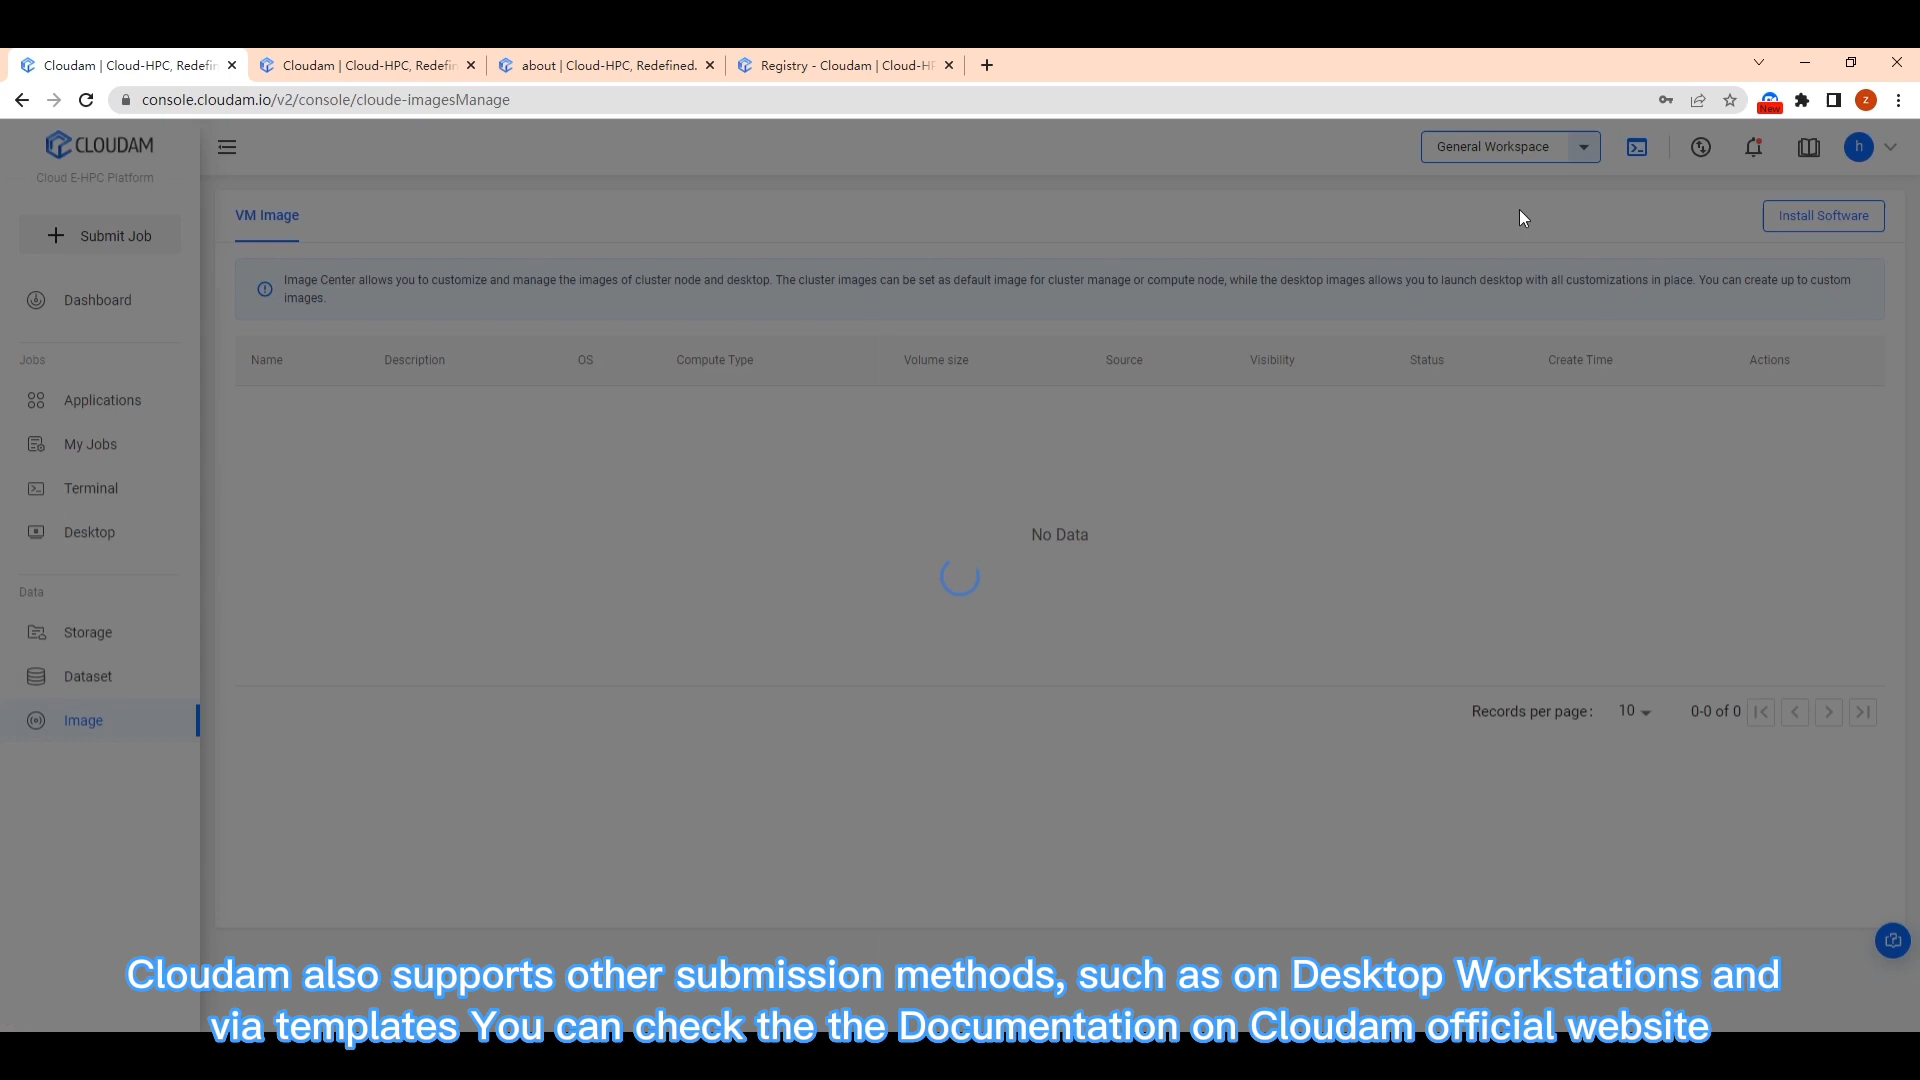 Cloudam | Cloud-HPC, Redefin
Cloudam | Cloud-HPC, Redefin
about | Cloud-HPC, Redefined.
Registry - Cloudam | Cloud-HP
console.cloudam.io/v2/console/cloude-imagesManage
New
z
CLOUDAM
Cloud E-HPC Platform
General Workspace
h
Submit Job
VM Image
Install Software
Image Center allows you to customize and manage the images of cluster node and desktop. The cluster images can be set as default image for cluster manage or compute node, while the desktop images allows you to launch desktop with all customizations in place. You can create up to custom
images.
Dashboard
Jobs
Applications
My Jobs
Terminal
Desktop
Data
Storage
Dataset
Image
Name Description OS Compute Type Volume size Source Visibility Status Create Time Actions
No Data
Records per page: 10 0-0 of 0
Cloudam also supports other submission methods, such as on Desktop Workstations and
via templates You can check the the Documentation on Cloudam official website